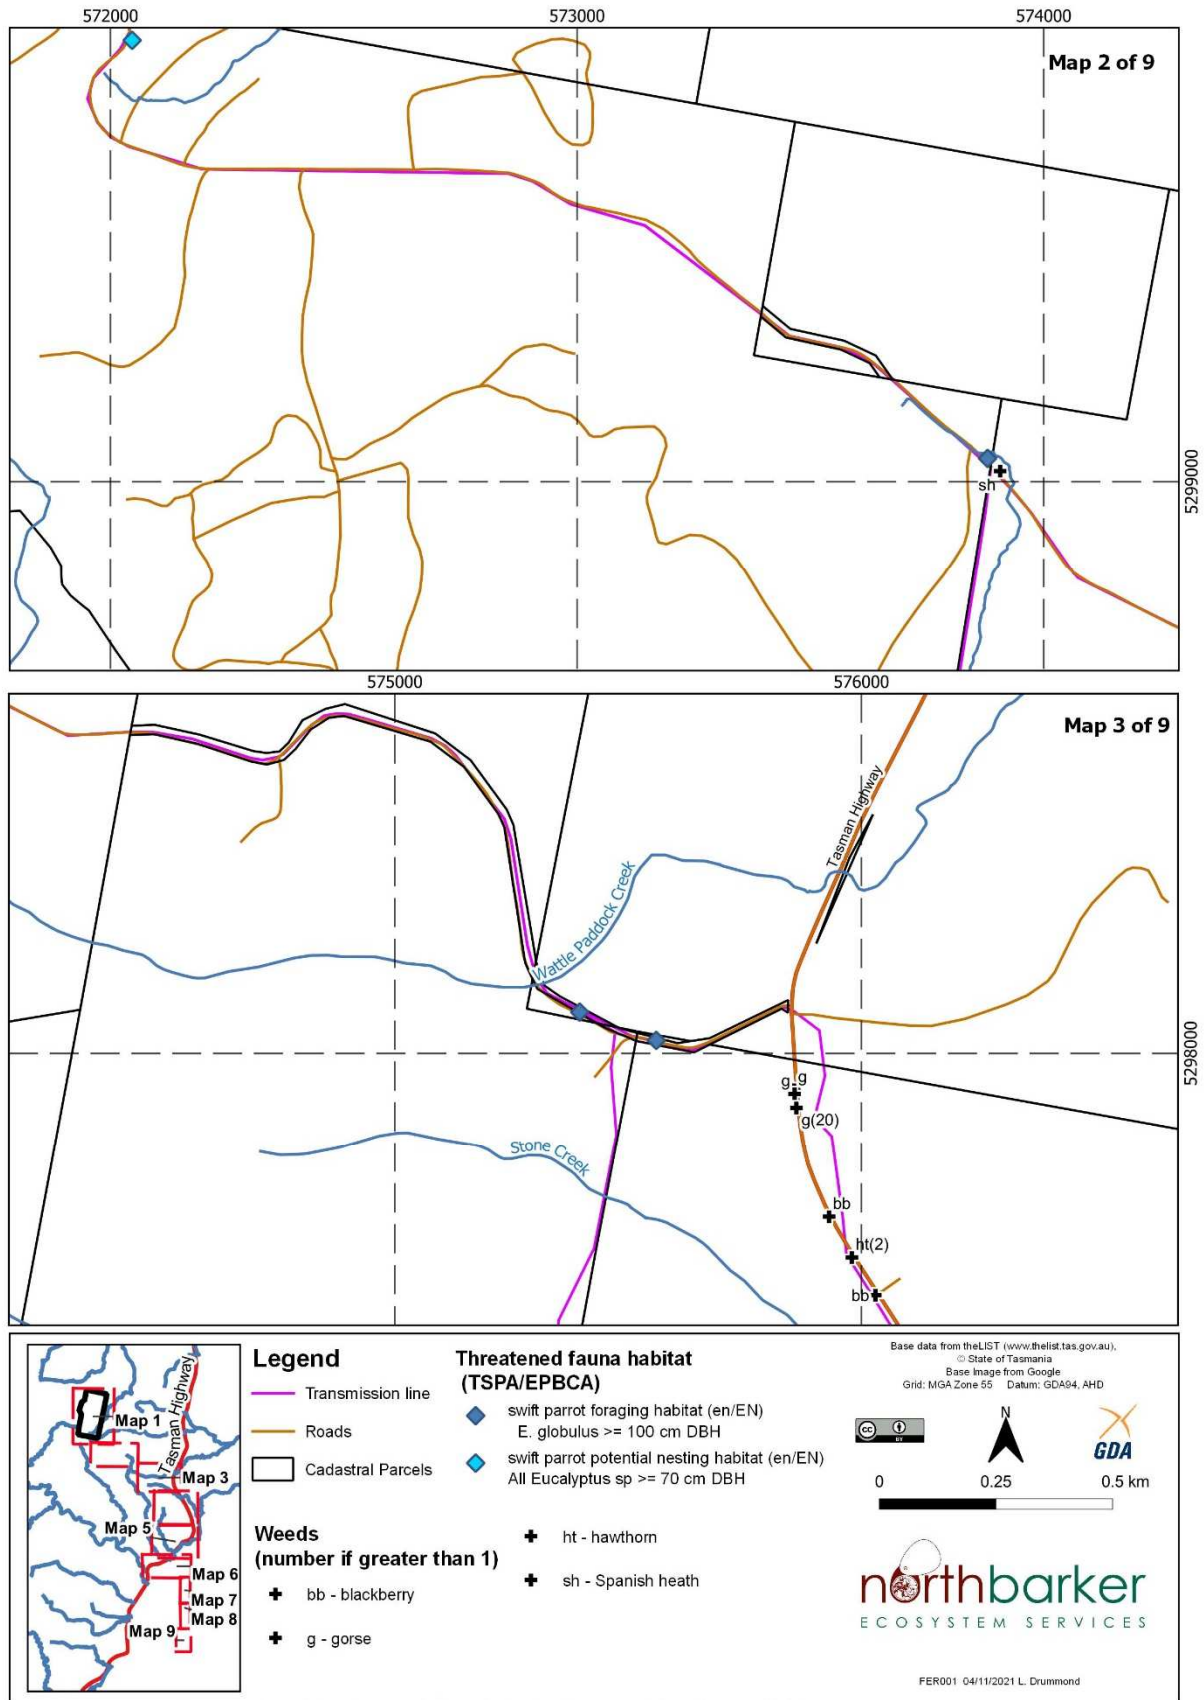 572000
573000
574000
Map 2 of 9
5299000
sh
575000
576000
Map 3 of 9
Tasman Highway
Wattle Paddock Creek
5298000
g
g
g(20)
Stone Creek
bb
ht(2)
bb
Tasman Highway
Map 1
Map 3
Map 5
Map 6
Map 7
Map 8
Map 9
Legend
Transmission line
Roads
Cadastral Parcels
Weeds
(number if greater than 1)
bb - blackberry
g - gorse
Threatened fauna habitat
(TSPA/EPBCA)
swift parrot foraging habitat (en/EN)
E. globulus >= 100 cm DBH
swift parrot potential nesting habitat (en/EN)
All Eucalyptus sp >= 70 cm DBH
ht - hawthorn
sh - Spanish heath
Base data from theLIST (www.thelist.tas.gov.au),
© State of Tasmania
Base Image from Google
Grid: MGA Zone 55 Datum: GDA94, AHD
cc BY
N
GDA
0 0.25 0.5 km
northbarker
ECOSYSTEM SERVICES
FER001 04/11/2021 L. Drummond